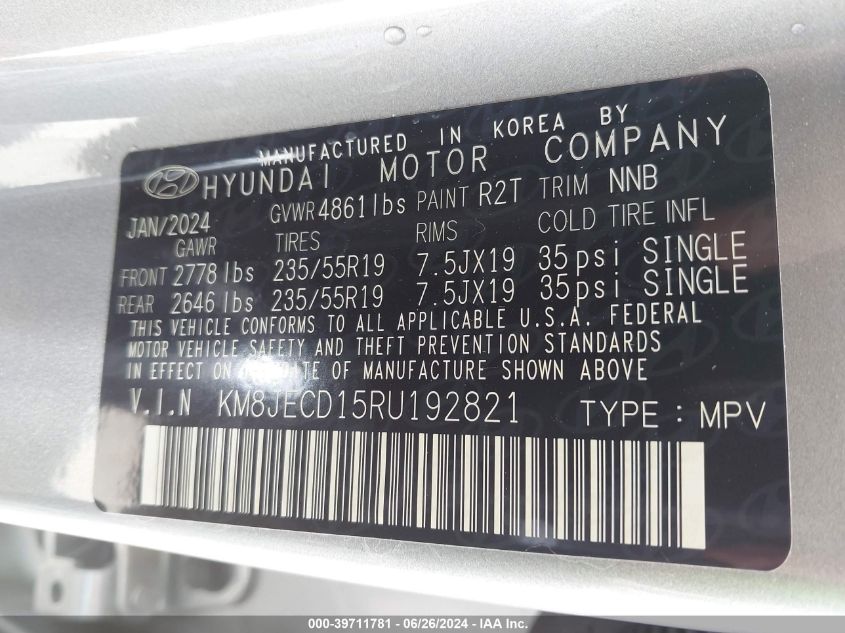 MANUFACTURED IN KOREA BY
HYUNDAI MOTOR COMPANY
JAN/2024 GVWR 4861lbs PAINT R2T TRIM NNB
GAWR TIRES RIMS COLD TIRE INFL
FRONT 2778 lbs 235/55R19 7.5JX19 35psi SINGLE
REAR 2646 lbs 235/55R19 7.5JX19 35psi SINGLE
THIS VEHICLE CONFORMS TO ALL APPLICABLE U.S.A. FEDERAL
MOTOR VEHICLE SAFETY AND THEFT PREVENTION STANDARDS
IN EFFECT ON THE DATE OF MANUFACTURE SHOWN ABOVE
V.I.N KM8JECD15RU192821 TYPE : MPV
000-39711781 - 06/26/2024 - IAA Inc.